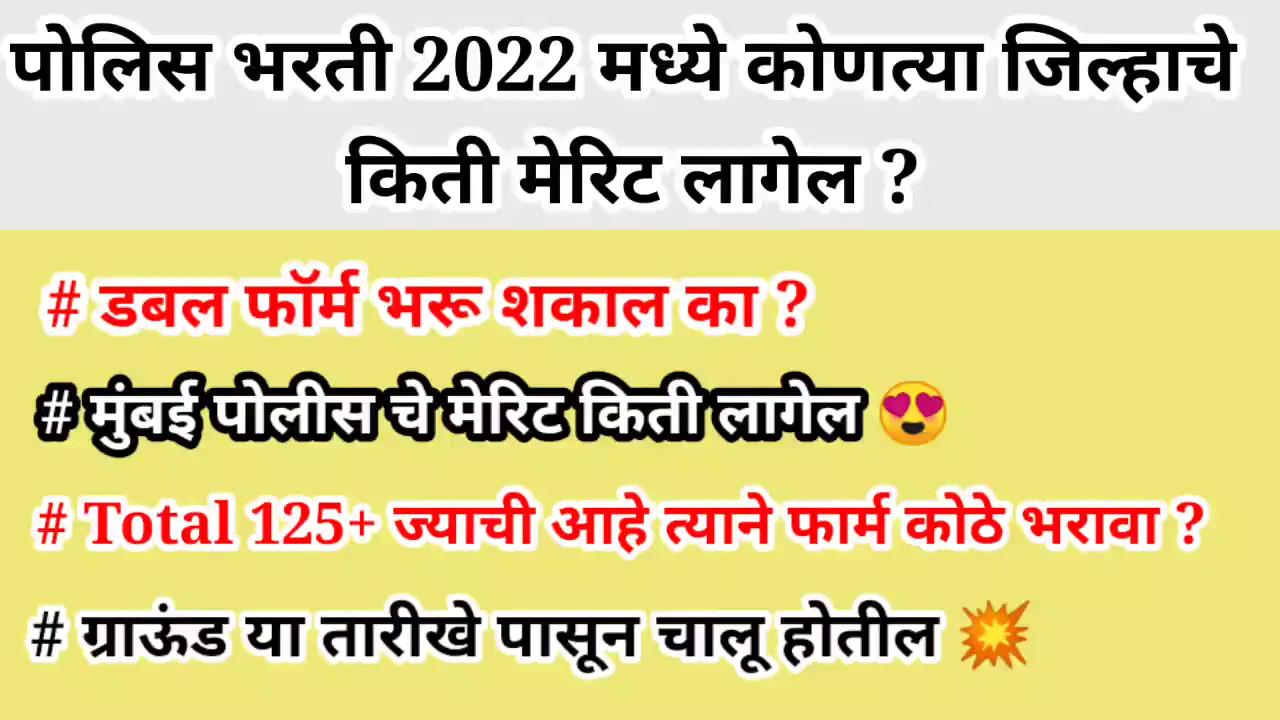 पोलिस भरती 2022 मध्ये कोणत्या जिल्हाचे
किती मेरिट लागेल ?
# डबल फॉर्म भरू शकाल का ?
# मुंबई पोलीस चे मेरिट किती लागेल 😍
# Total 125+ ज्याची आहे त्याने फार्म कोठे भरावा ?
# ग्राऊंड या तारीखे पासून चालू होतील 💥